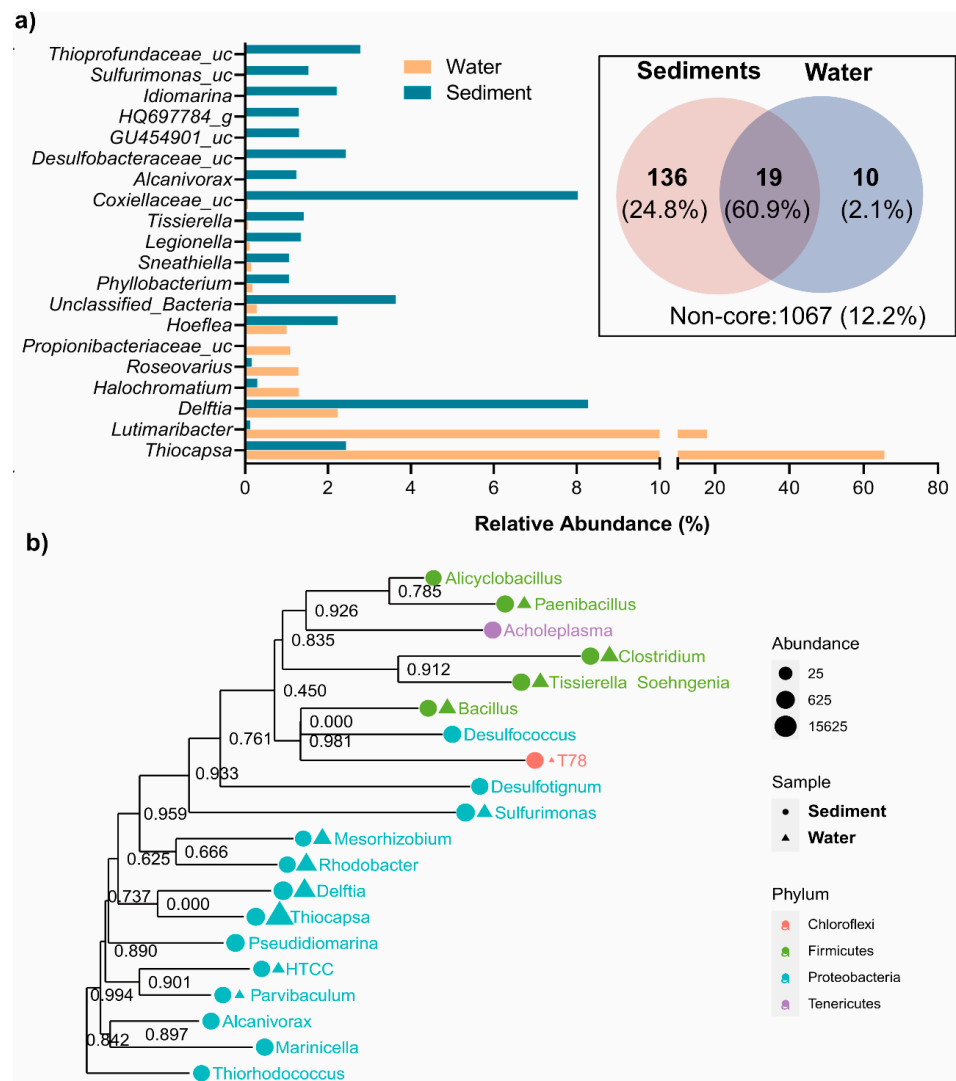 a)
Thioprofundaceae_uc
Sulfurimonas_uc
Idiomarina
HQ697784_g
GU454901_uc
Desulfobacteraceae_uc
Alcanivorax
Coxiellaceae_uc
Tissierella
Legionella
Sneathiella
Phyllobacterium
Unclassified_Bacteria
Hoeflea
Propionibacteriaceae_uc
Roseovarius
Halochromatium
Delftia
Lutimaribacter
Thiocapsa
Water
Sediment
Sediments Water
136 19 10
(24.8%) (60.9%) (2.1%)
Non-core:1067 (12.2%)
0 2 4 6 8 10 20 40 60 80
Relative Abundance (%)
b)
Alicyclobacillus
0.785
0.926
Paenibacillus
Acholeplasma
0.835
Clostridium
0.912
Tissierella Soehngenia
0.450
Bacillus
0.000
Desulfococcus
0.761
0.981
T78
0.933
Desulfotignum
0.959
Sulfurimonas
Mesorhizobium
0.625
0.666
Rhodobacter
Delftia
0.737
0.000
Thiocapsa
Pseudidiomarina
0.890
HTCC
0.901
0.994
Parvibaculum
Alcanivorax
0.842
0.897
Marinicella
Thiorhodococcus
Abundance
25
625
15625
Sample
Sediment
Water
Phylum
Chloroflexi
Firmicutes
Proteobacteria
Tenericutes